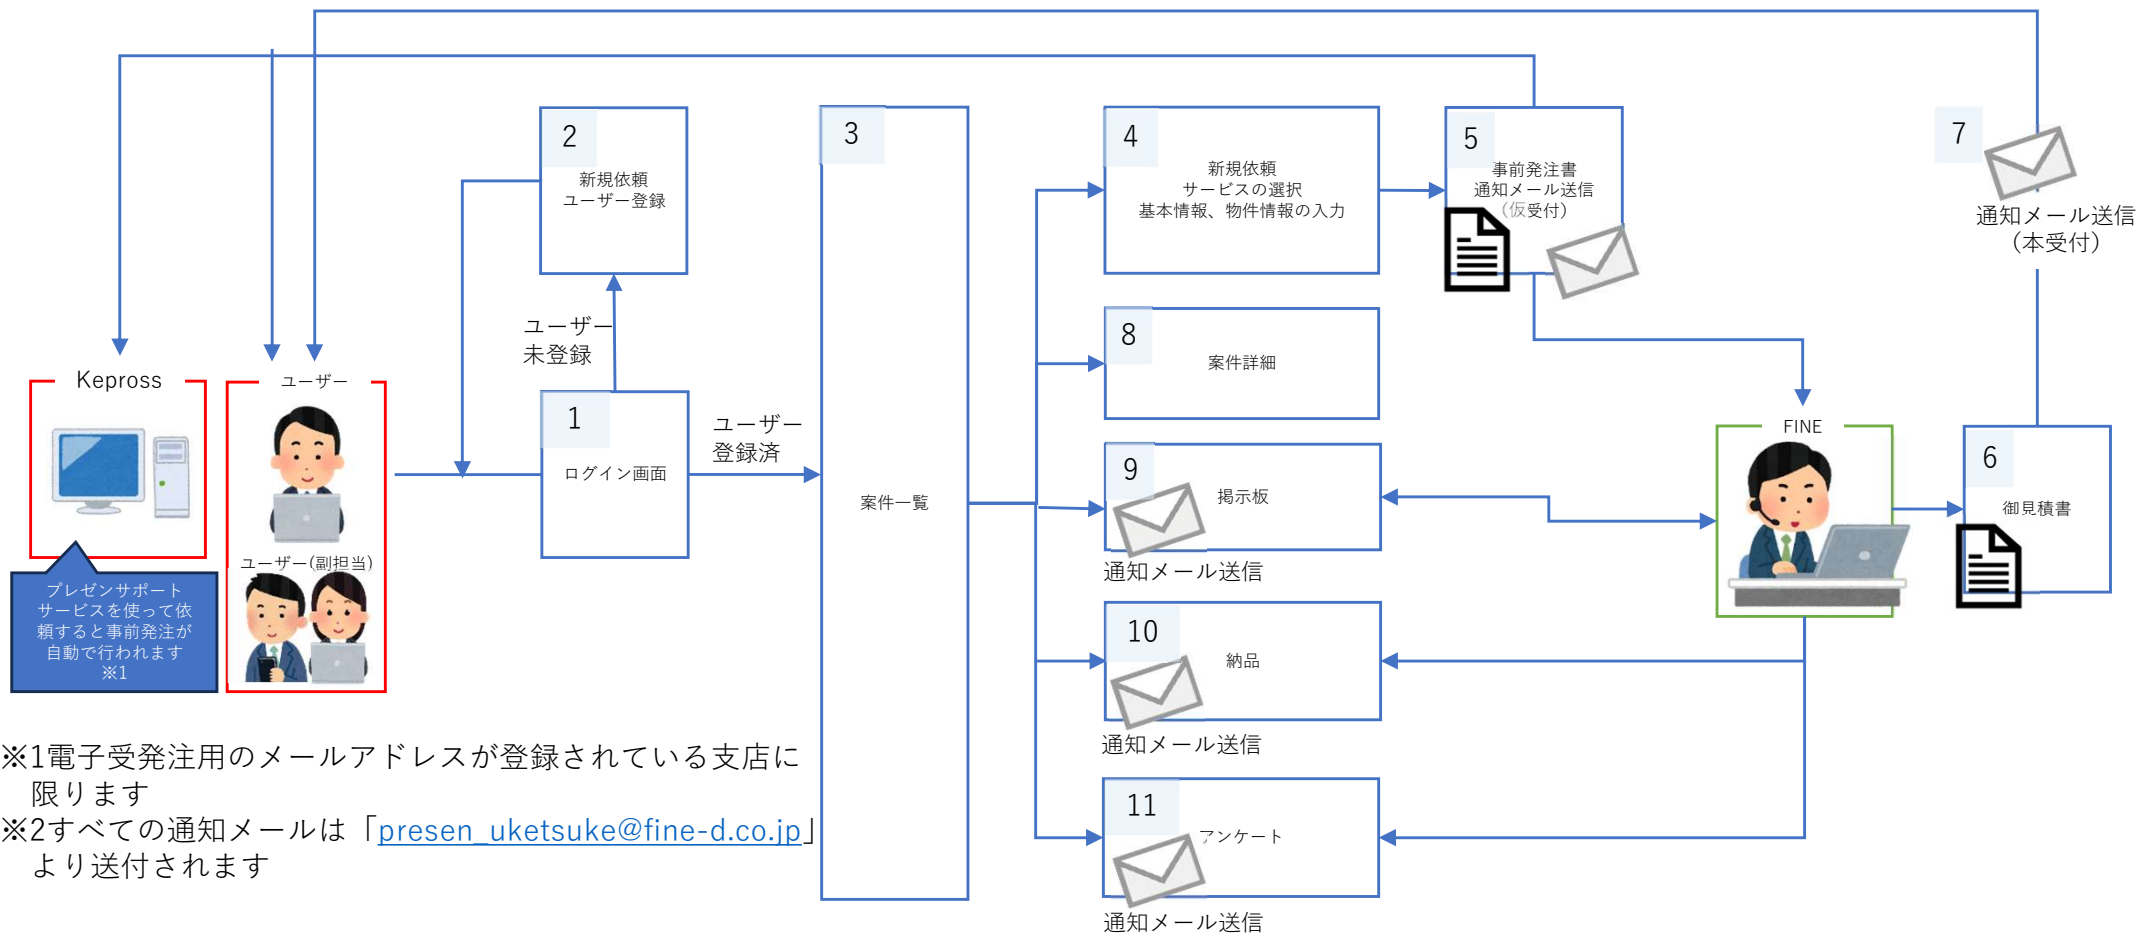 2
新規依頼
ユーザー登録
3
案件一覧
4
新規依頼
サービスの選択
基本情報、物件情報の入力
5
事前発注書
通知メール送信
（仮受付）
7
通知メール送信
（本受付）
ユーザー
未登録
8
案件詳細
Kepross
ユーザー
1
ログイン画面
ユーザー
登録済
9
掲示板
通知メール送信
FINE
6
御見積書
ユーザー(副担当)
プレゼンサポート
サービスを使って依
頼すると事前発注が
自動で行われます
※1
10
納品
通知メール送信
11
アンケート
通知メール送信
※1電子受発注用のメールアドレスが登録されている支店に
限ります
※2すべての通知メールは「presen_uketsuke@fine-d.co.jp」
より送付されます